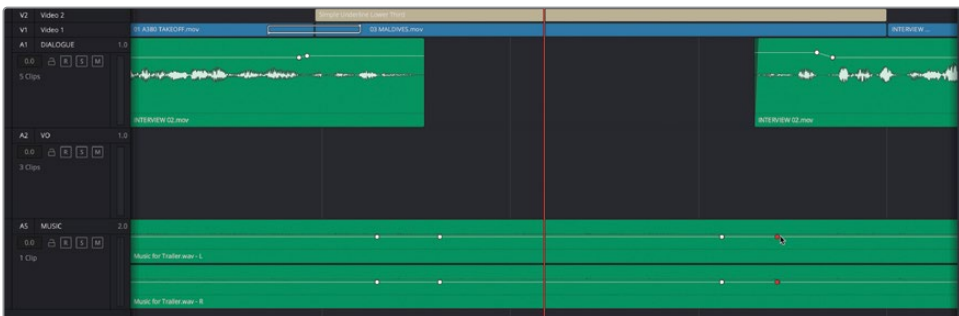 V2 Video 2 Simple Underline Lower Third
V1 Video 1 01 A380 TAKEOFF.mov 03 MALDIVES.mov INTERVIEW...
A1 DIALOGUE 1.0
0.0 R S M
5 Clips
INTERVIEW 02.mov INTERVIEW 02.mov
A2 VO 1.0
0.0 R S M
3 Clips
A5 MUSIC 2.0
0.0 R S M
1 Clip
Music for Trailer.wav - L
Music for Trailer.wav - R